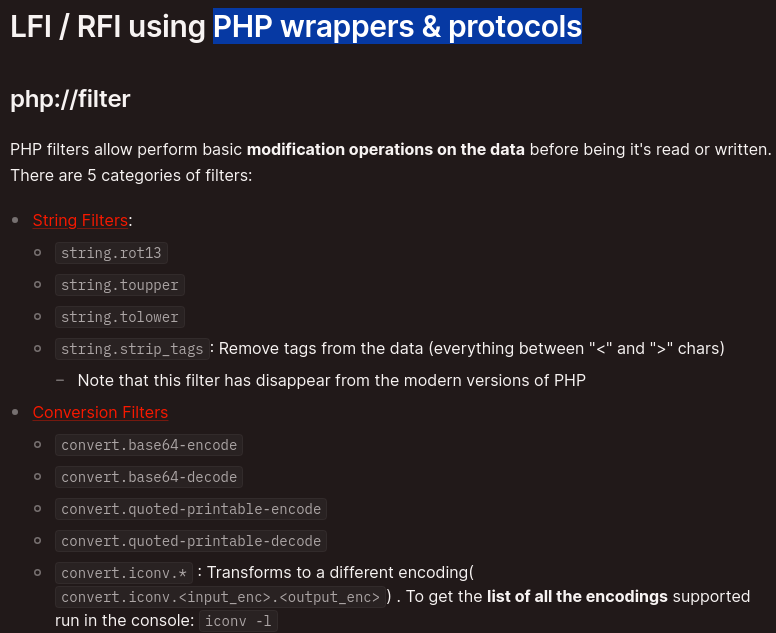 LFI / RFI using PHP wrappers & protocols
php://filter
PHP filters allow perform basic modification operations on the data before being it's read or written.
There are 5 categories of filters:
String Filters:
string.rot13
string.toupper
string.tolower
string.strip_tags : Remove tags from the data (everything between "<" and ">" chars)
Note that this filter has disappear from the modern versions of PHP
Conversion Filters
convert.base64-encode
convert.base64-decode
convert.quoted-printable-encode
convert.quoted-printable-decode
convert.iconv.* : Transforms to a different encoding(
convert.iconv.<input_enc>.<output_enc> ) . To get the list of all the encodings supported
run in the console: iconv -l